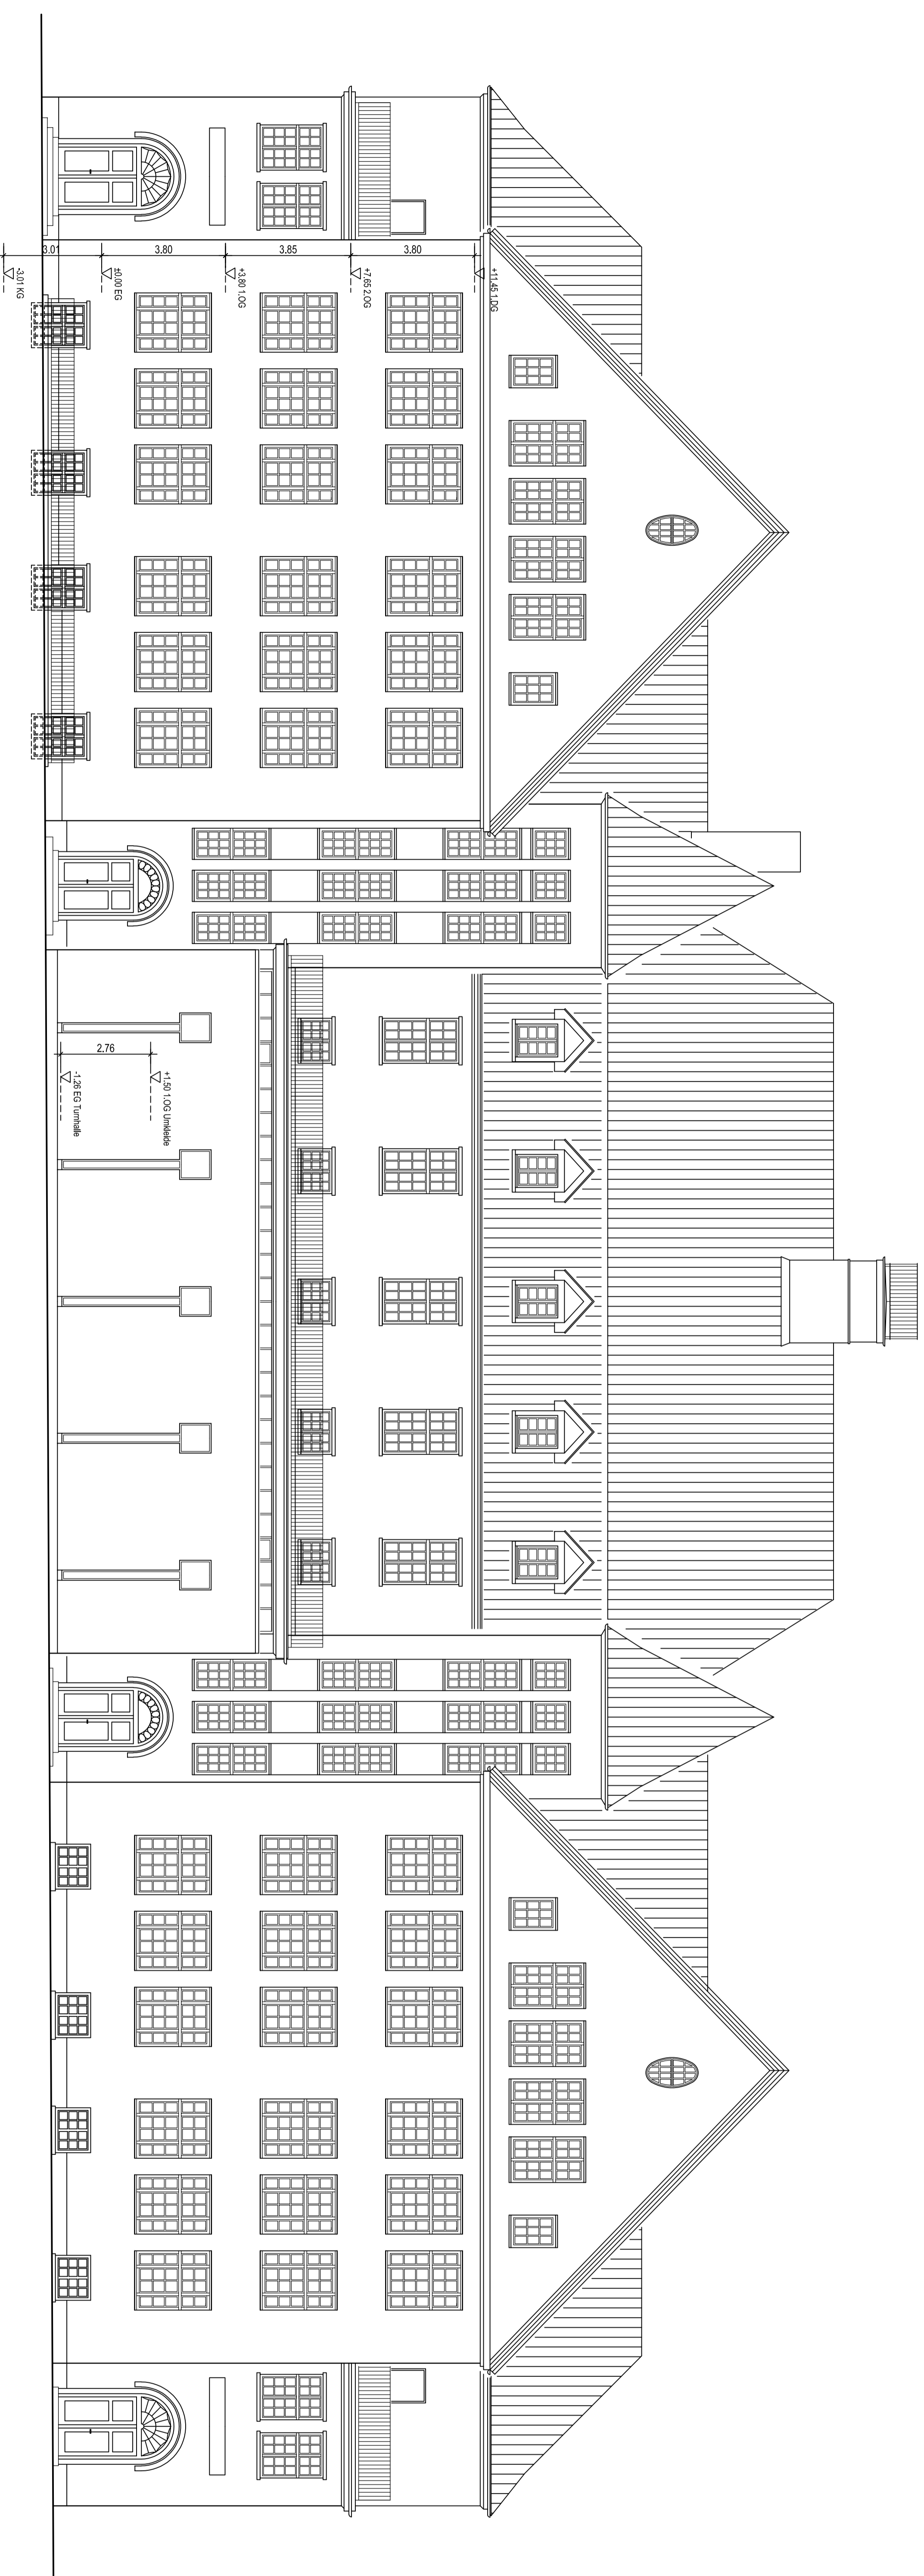 3.01
3.80
3.85
3.80
-3.01 KG
±0.00 EG
+3,80 1.OG
+7,65 2.OG
+11,45 1.DG
2.76
-1,26 EG Turnhalle
+1,50 1.OG Umkleide